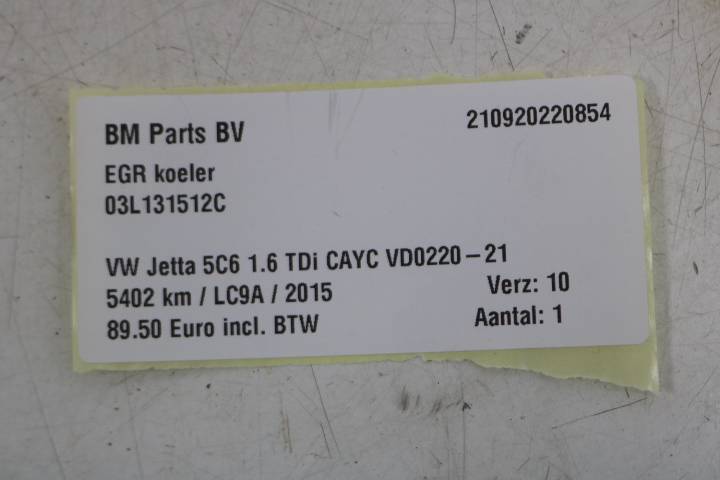 BM Parts BV 210920220854
EGR koeler
03L131512C
VW Jetta 5C6 1.6 TDi CAYC VD0220-21
5402 km / LC9A / 2015 Verz: 10
89.50 Euro incl. BTW Aantal: 1